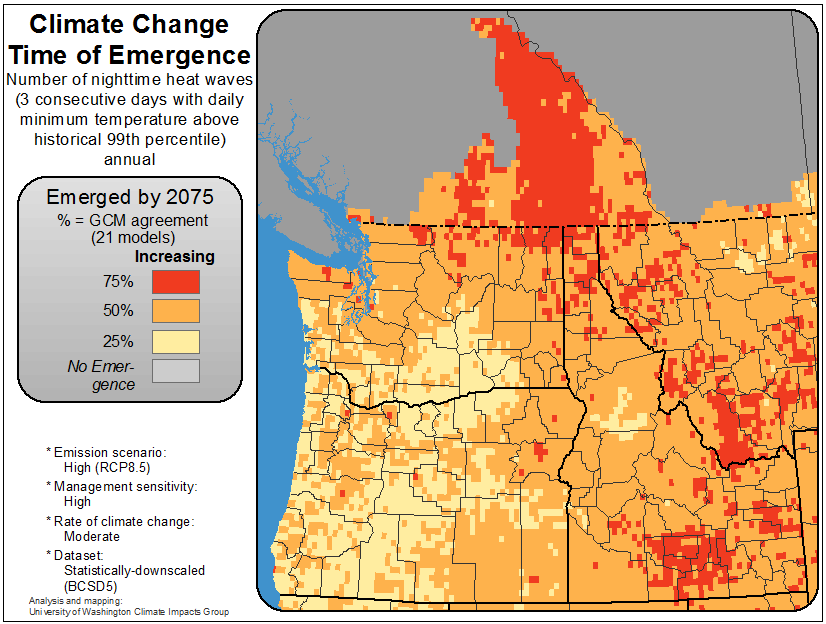 Climate Change
Time of Emergence
Number of nighttime heat waves
(3 consecutive days with daily
minimum temperature above
historical 99th percentile)
annual
Emerged by 2075
% = GCM agreement
(21 models)
Increasing
75%
50%
25%
No Emer-
gence
* Emission scenario:
High (RCP8.5)
* Management sensitivity:
High
* Rate of climate change:
Moderate
* Dataset:
Statistically-downscaled
(BCSD5)
Analysis and mapping:
University of Washington Climate Impacts Group